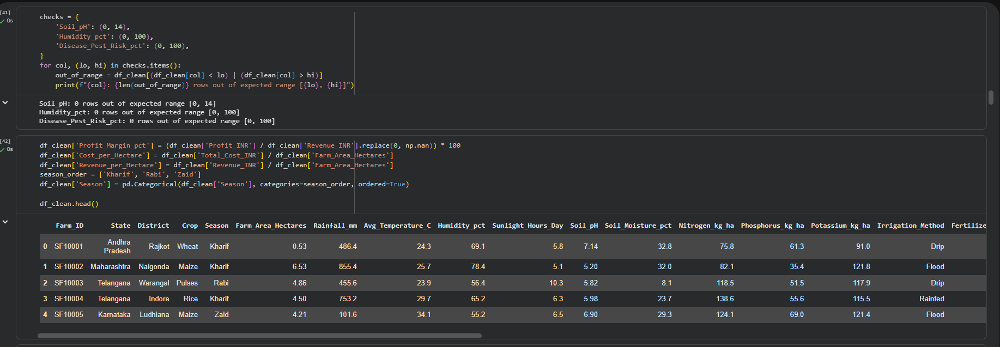 [41]
0s
checks = {
    'Soil_pH': (0, 14),
    'Humidity_pct': (0, 100),
    'Disease_Pest_Risk_pct': (0, 100),
}
for col, (lo, hi) in checks.items():
    out_of_range = df_clean[(df_clean[col] < lo) | (df_clean[col] > hi)]
    print(f"{col}: {len(out_of_range)} rows out of expected range [{lo}, {hi}]")
Soil_pH: 0 rows out of expected range [0, 14]
Humidity_pct: 0 rows out of expected range [0, 100]
Disease_Pest_Risk_pct: 0 rows out of expected range [0, 100]
[42]
0s
df_clean['Profit_Margin_pct'] = (df_clean['Profit_INR'] / df_clean['Revenue_INR'].replace(0, np.nan)) * 100
df_clean['Cost_per_Hectare'] = df_clean['Total_Cost_INR'] / df_clean['Farm_Area_Hectares']
df_clean['Revenue_per_Hectare'] = df_clean['Revenue_INR'] / df_clean['Farm_Area_Hectares']
season_order = ['Kharif', 'Rabi', 'Zaid']
df_clean['Season'] = pd.Categorical(df_clean['Season'], categories=season_order, ordered=True)
df_clean.head()
Farm_ID State District Crop Season Farm_Area_Hectares Rainfall_mm Avg_Temperature_C Humidity_pct Sunlight_Hours_Day Soil_pH Soil_Moisture_pct Nitrogen_kg_ha Phosphorus_kg_ha Potassium_kg_ha Irrigation_Method Fertilize
0 SF10001 Andhra Pradesh Rajkot Wheat Kharif 0.53 486.4 24.3 69.1 5.8 7.14 32.8 75.8 61.3 91.0 Drip
1 SF10002 Maharashtra Nalgonda Maize Kharif 6.53 855.4 25.7 78.4 5.1 5.20 32.0 82.1 35.4 121.8 Flood
2 SF10003 Telangana Warangal Pulses Rabi 4.86 455.6 23.9 56.4 10.3 5.82 8.1 118.5 51.5 117.9 Drip
3 SF10004 Telangana Indore Rice Kharif 4.50 753.2 29.7 65.2 6.3 5.98 23.7 138.6 55.6 115.5 Rainfed
4 SF10005 Karnataka Ludhiana Maize Zaid 4.21 101.6 34.1 55.2 6.5 6.90 29.3 124.1 69.0 121.4 Flood